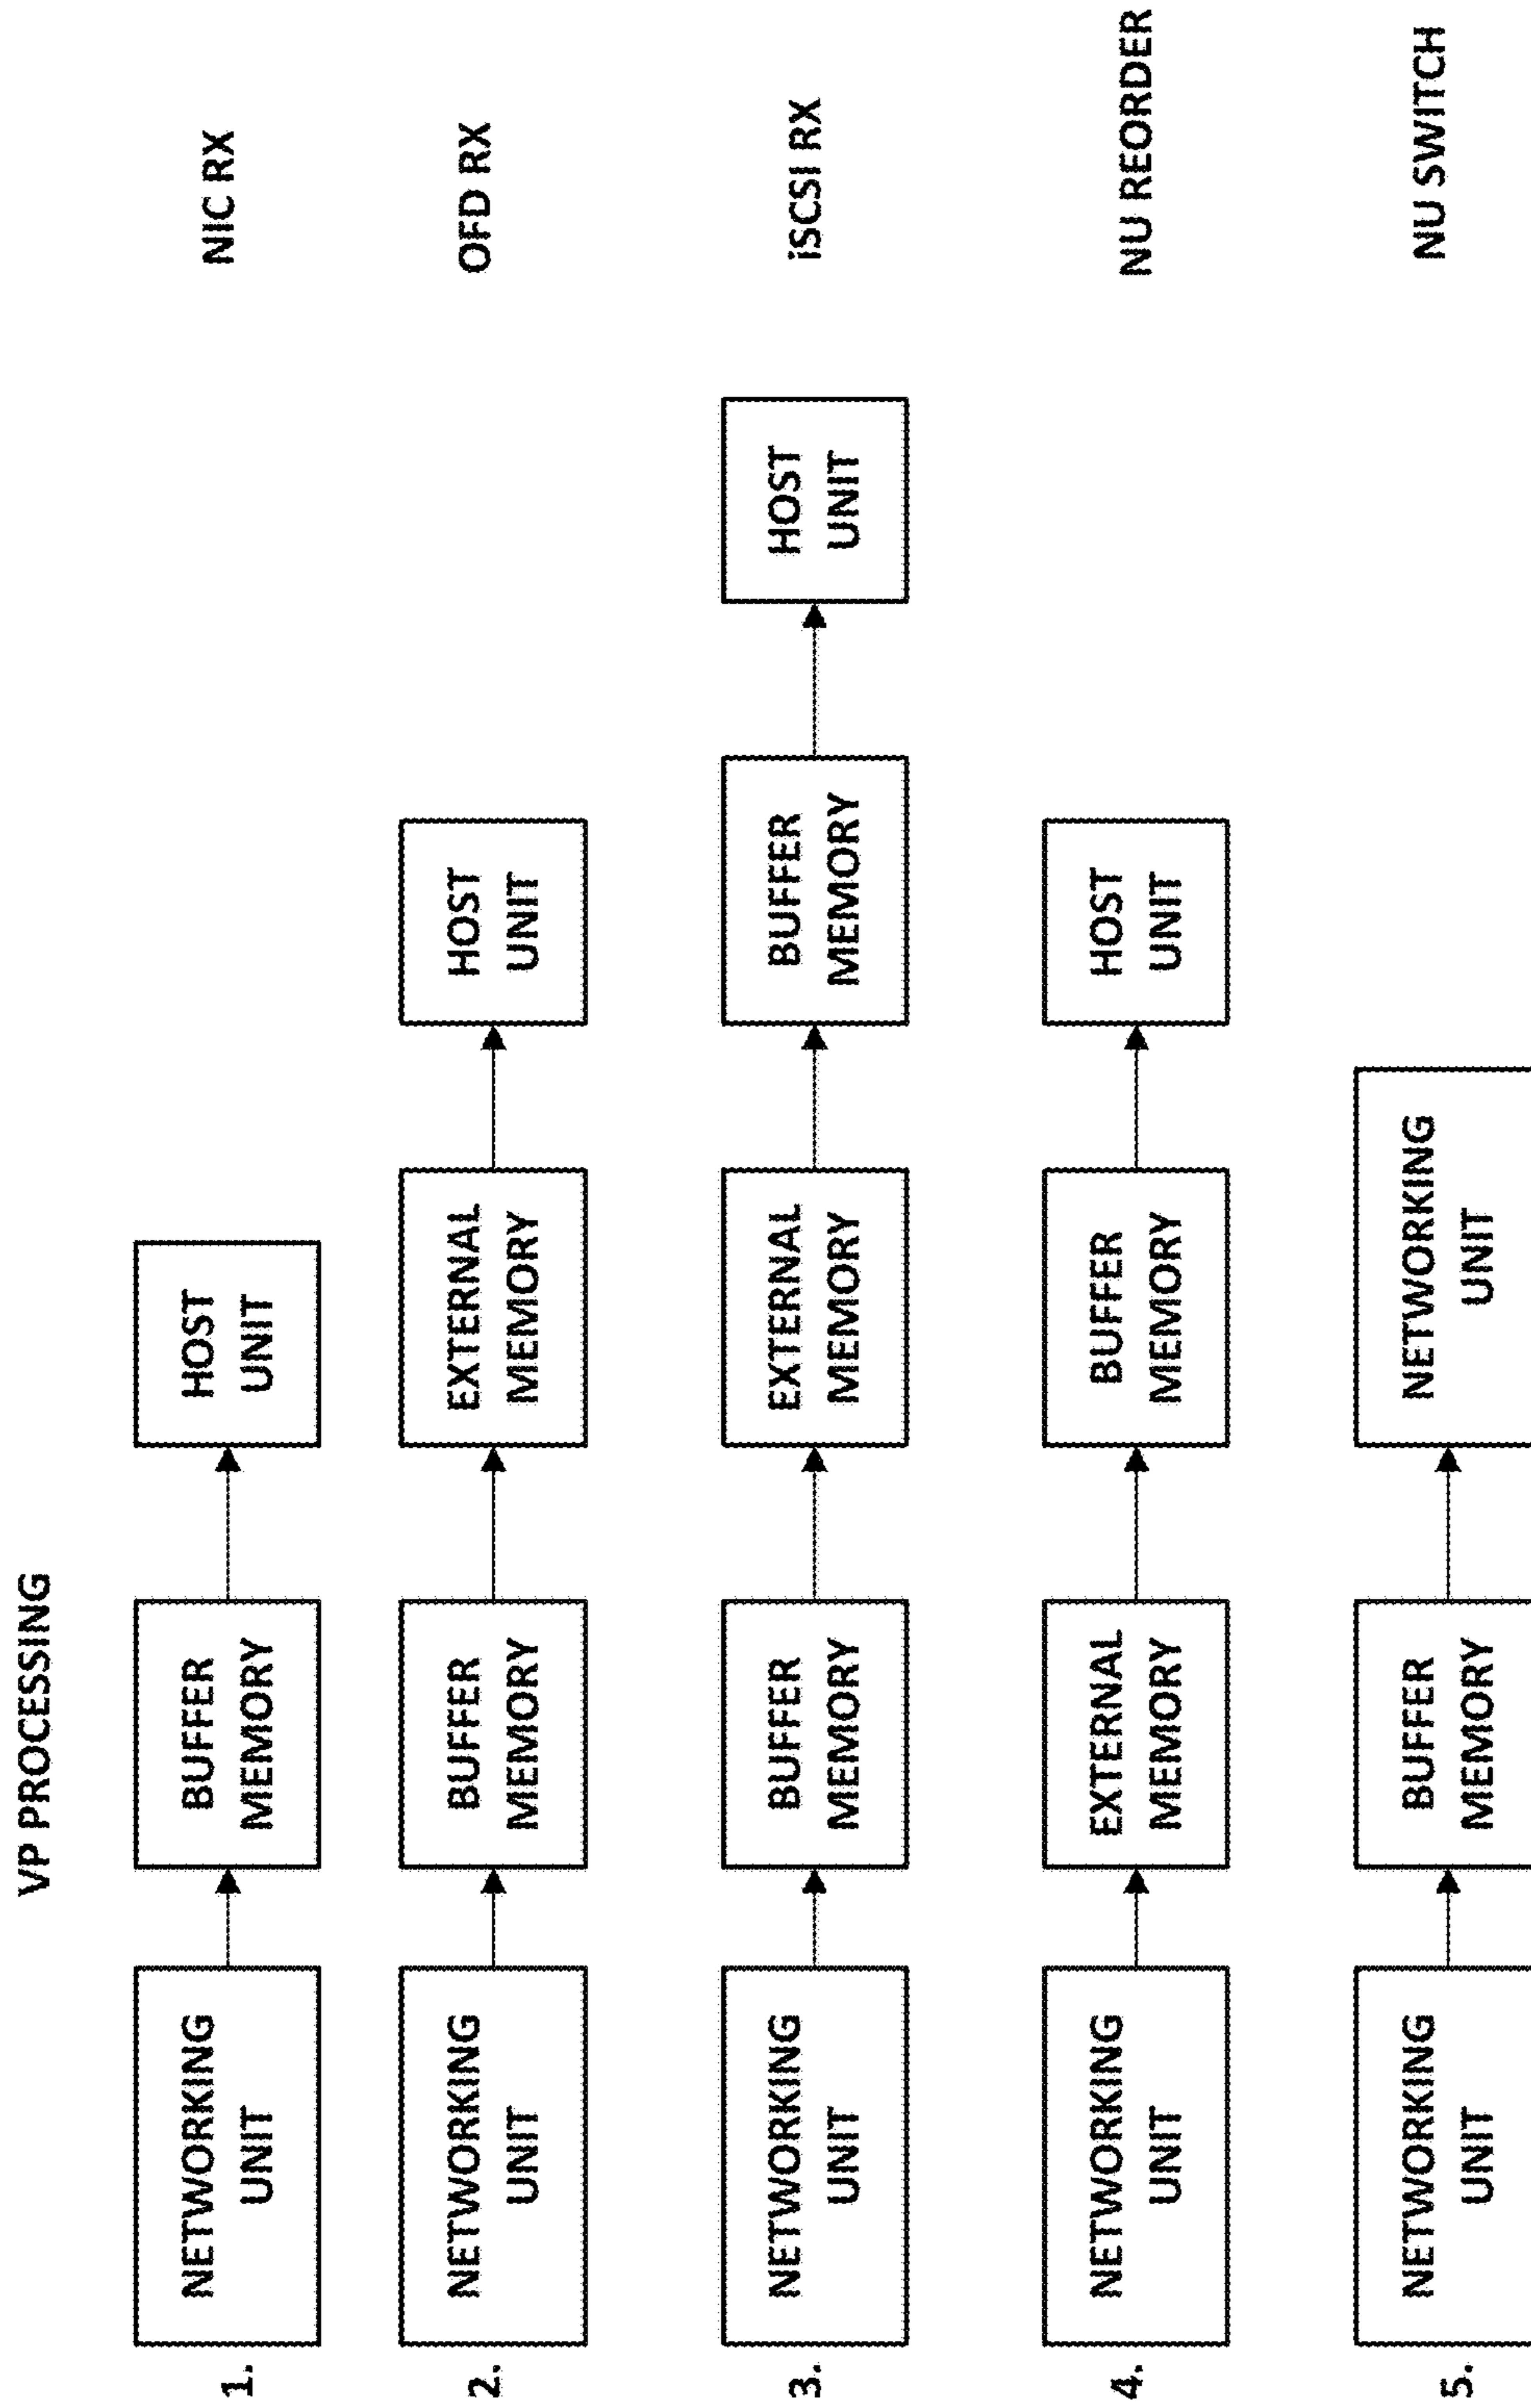 VP PROCESSING
1.
NETWORKING
UNIT
BUFFER
MEMORY
HOST
UNIT
NIC RX
2.
NETWORKING
UNIT
BUFFER
MEMORY
EXTERNAL
MEMORY
HOST
UNIT
OFD RX
3.
NETWORKING
UNIT
BUFFER
MEMORY
EXTERNAL
MEMORY
BUFFER
MEMORY
HOST
UNIT
iSCSI RX
4.
NETWORKING
UNIT
EXTERNAL
MEMORY
BUFFER
MEMORY
HOST
UNIT
NU REORDER
5.
NETWORKING
UNIT
BUFFER
MEMORY
NETWORKING
UNIT
NU SWITCH